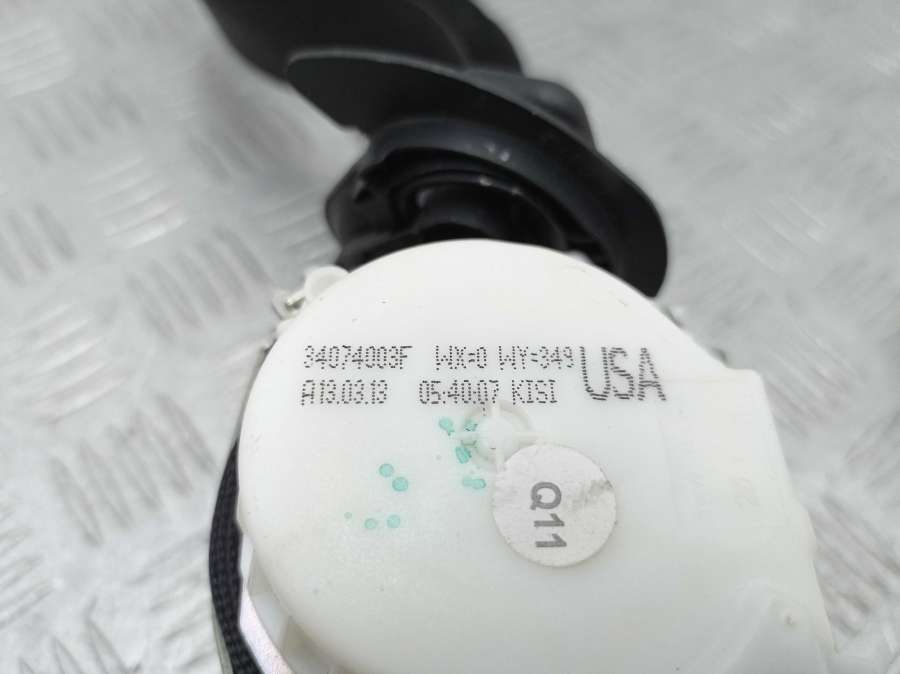 34074003F WX=0 WY=349 USA
A13.03.13 05:40:07 KISI
Q11